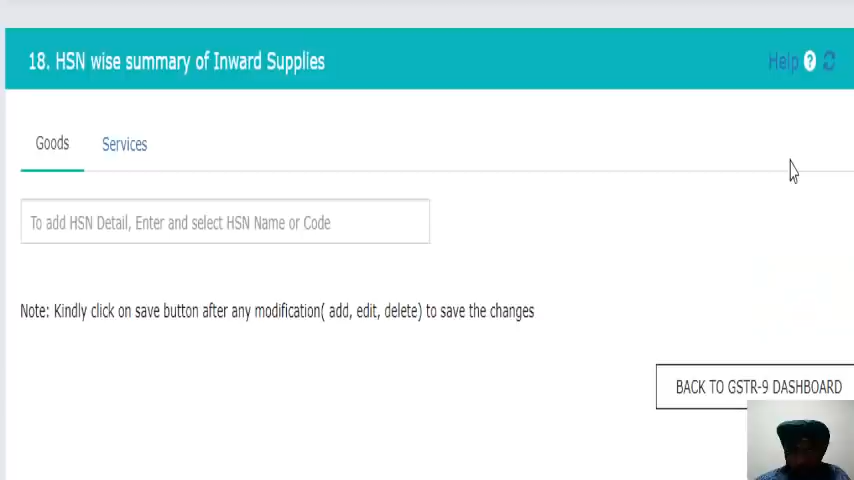 18. HSN wise summary of Inward Supplies
Help ?
Goods Services
To add HSN Detail, Enter and select HSN Name or Code
Note: Kindly click on save button after any modification( add, edit, delete) to save the changes
BACK TO GSTR-9 DASHBOARD